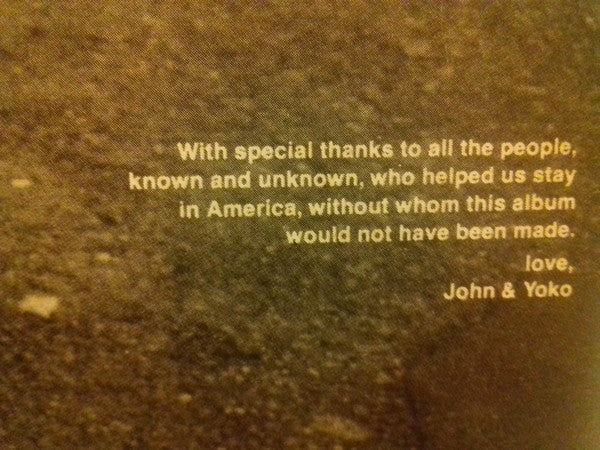 With special thanks to all the people,
known and unknown, who helped us stay
in America, without whom this album
would not have been made.
love,
John & Yoko